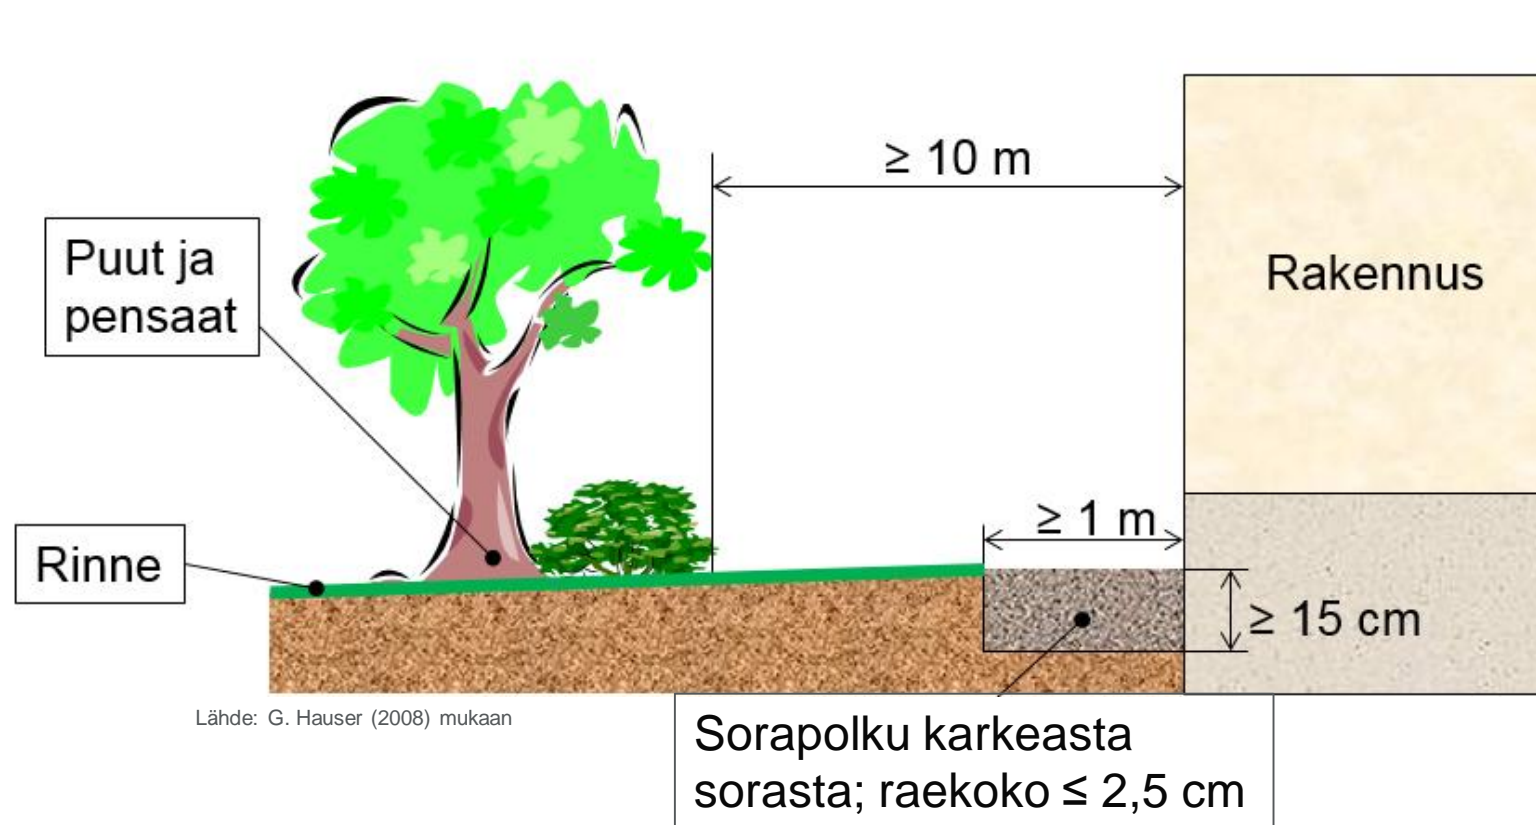 ≥ 10 m
Puut ja
pensaat
Rakennus
≥ 1 m
Rinne
≥ 15 cm
Lähde: G. Hauser (2008) mukaan
Sorapolku karkeasta
sorasta; raekoko ≤ 2,5 cm